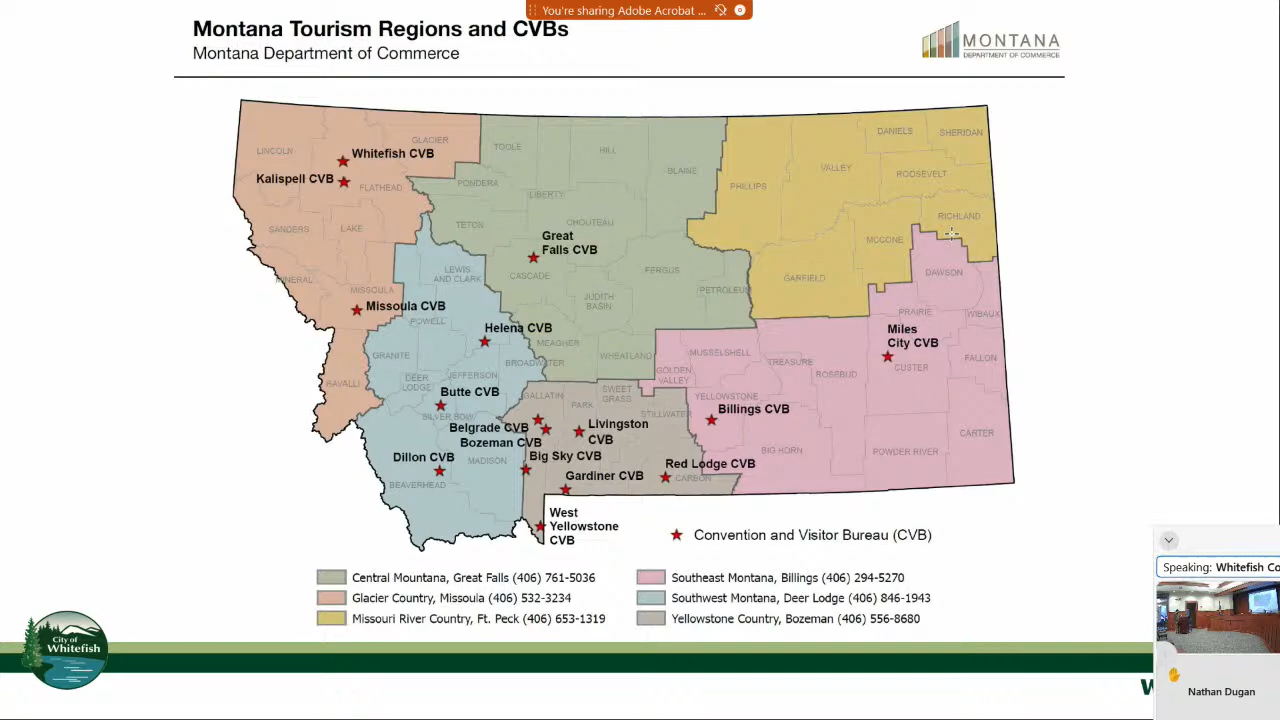 You're sharing Adobe Acrobat ...
Montana Tourism Regions and CVBs
Montana Department of Commerce
MONTANA
DEPARTMENT OF COMMERCE
LINCOLN
GLACIER
Whitefish CVB
Kalispell CVB
FLATHEAD
SANDERS
LAKE
MINERAL
MISSOULA
Missoula CVB
RAVALLI
TOOLE
HILL
BLAINE
PONDERA
LIBERTY
TETON
CHOUTEAU
Great
Falls CVB
CASCADE
FERGUS
PETROLEUM
JUDITH
BASIN
MEAGHER
WHEATLAND
PHILLIPS
VALLEY
DANIELS
SHERIDAN
ROOSEVELT
RICHLAND
MCCONE
GARFIELD
LEWIS
AND CLARK
POWELL
Helena CVB
GRANITE
BROADWATER
DEER
LODGE
JEFFERSON
Butte CVB
SILVER BOW
Dillon CVB
MADISON
BEAVERHEAD
GALLATIN
PARK
SWEET
GRASS
STILLWATER
Belgrade CVB
Bozeman CVB
Livingston
CVB
Big Sky CVB
Gardiner CVB
Red Lodge CVB
CARBON
West
Yellowstone
CVB
DAWSON
PRAIRIE
WIBAUX
Miles
City CVB
MUSSELSHELL
TREASURE
GOLDEN
VALLEY
ROSEBUD
CUSTER
FALLON
YELLOWSTONE
Billings CVB
BIG HORN
POWDER RIVER
CARTER
Convention and Visitor Bureau (CVB)
Central Mountana, Great Falls (406) 761-5036
Glacier Country, Missoula (406) 532-3234
Missouri River Country, Ft. Peck (406) 653-1319
Southeast Montana, Billings (406) 294-5270
Southwest Montana, Deer Lodge (406) 846-1943
Yellowstone Country, Bozeman (406) 556-8680
City of
Whitefish
Speaking: Whitefish Co
Nathan Dugan
W